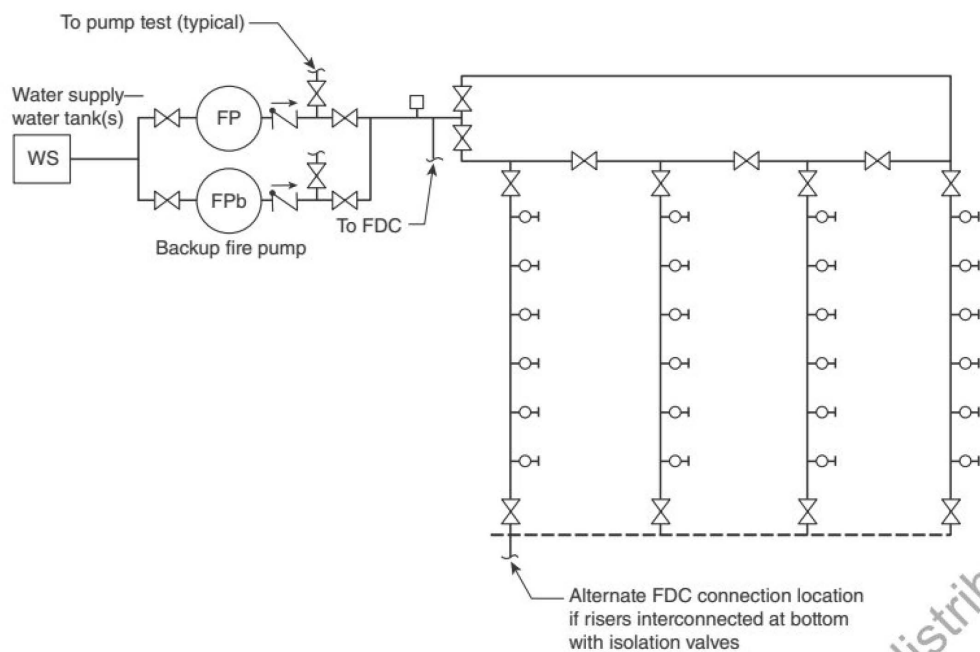 To pump test (typical)
Water supply—
water tank(s)
WS
FP
FPb
Backup fire pump
To FDC
Alternate FDC connection location
if risers interconnected at bottom
with isolation valves
distrib